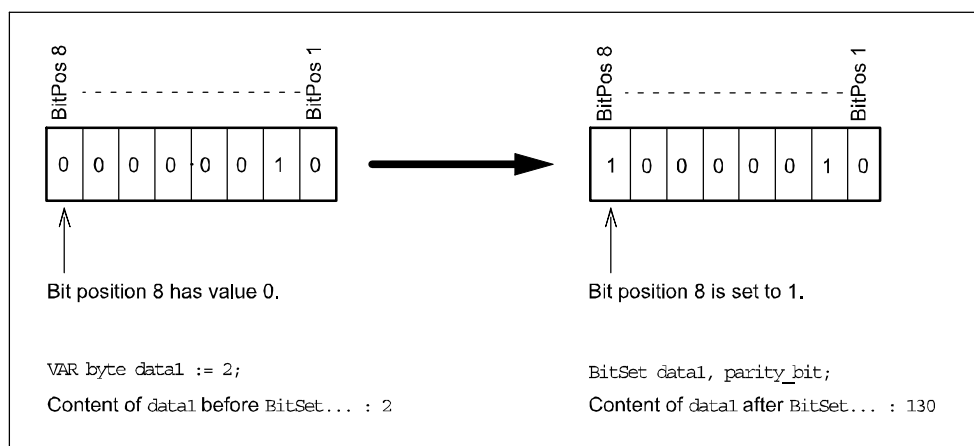 BitPos 8 BitPos 1 BitPos 8 BitPos 1
0 0 0 0 0 0 1 0 1 0 0 0 0 0 1 0
Bit position 8 has value 0. Bit position 8 is set to 1.
VAR byte data1 := 2; BitSet data1, parity_bit;
Content of data1 before BitSet... : 2 Content of data1 after BitSet... : 130